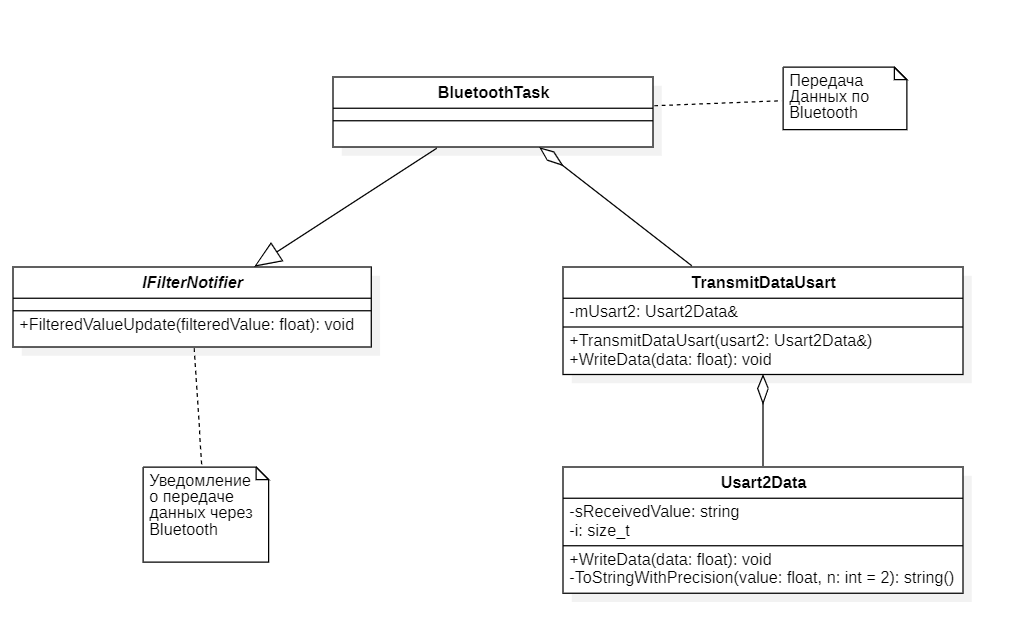 BluetoothTask
Передача
Данных по
Bluetooth
IFilterNotifier
+FilteredValueUpdate(filteredValue: float): void
TransmitDataUsart
-mUsart2: Usart2Data&
+TransmitDataUsart(usart2: Usart2Data&)
+WriteData(data: float): void
Уведомление
о передаче
данных через
Bluetooth
Usart2Data
-sReceivedValue: string
-i: size_t
+WriteData(data: float): void
-ToStringWithPrecision(value: float, n: int = 2): string()